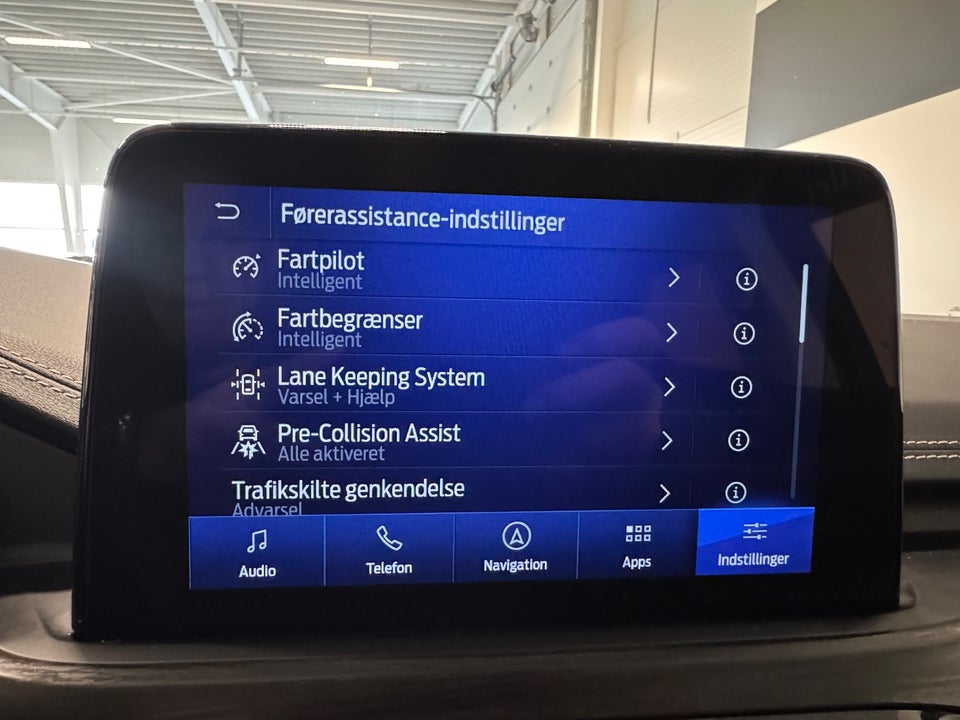 Førerassistance-indstillinger
Fartpilot
Intelligent
Fartbegrænser
Intelligent
Lane Keeping System
Varsel + Hjælp
Pre-Collision Assist
Alle aktiveret
Trafikskilte genkendelse
Advarsel
Audio
Telefon
Navigation
Apps
Indstillinger